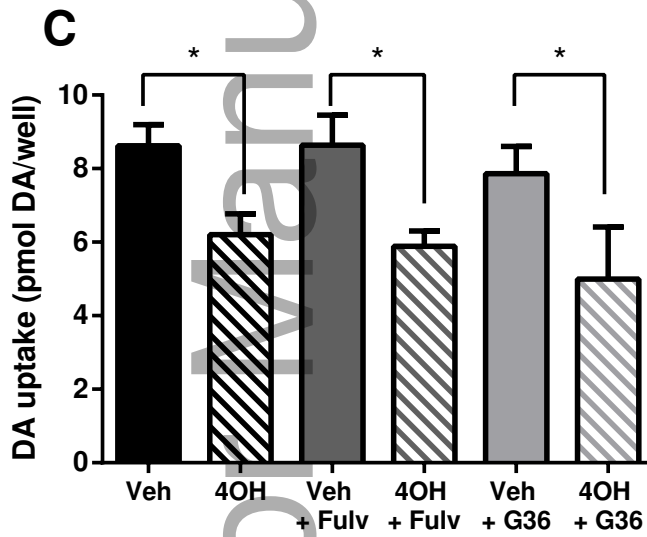 C
* * *
DA uptake (pmol DA/well)
10
8
6
4
2
0
Veh 4OH Veh 4OH Veh 4OH
+ Fulv + Fulv + G36 + G36
Manu